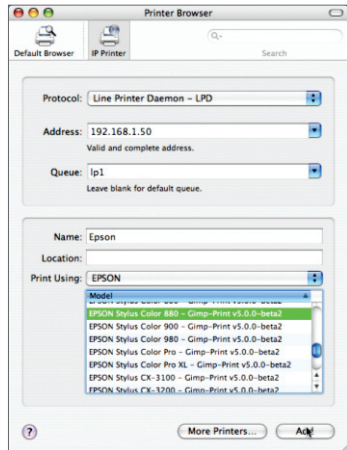 Printer Browser
Default Browser
IP Printer
Search
Protocol: Line Printer Daemon – LPD
Address: 192.168.1.50
Valid and complete address.
Queue: lp1
Leave blank for default queue.
Name: Epson
Location:
Print Using: EPSON
Model
EPSON Stylus Color 880 – Gimp-Print v5.0.0-beta2
EPSON Stylus Color 900 – Gimp-Print v5.0.0-beta2
EPSON Stylus Color 980 – Gimp-Print v5.0.0-beta2
EPSON Stylus Color Pro – Gimp-Print v5.0.0-beta2
EPSON Stylus Color Pro XL – Gimp-Print v5.0.0-beta2
EPSON Stylus CX-3100 – Gimp-Print v5.0.0-beta2
EPSON Stylus CX-3200 – Gimp-Print v5.0.0-beta2
?
More Printers...
Add